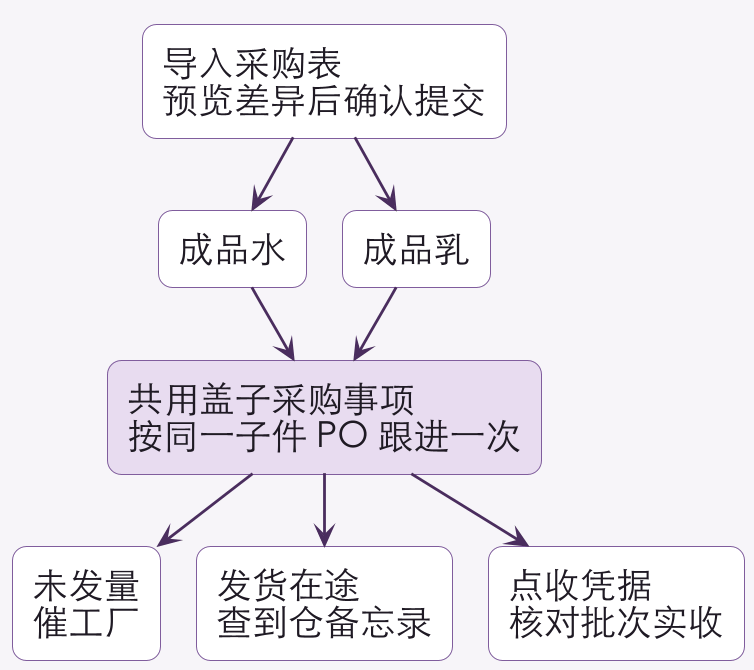 导入采购表
预览差异后确认提交
成品水
成品乳
共用盖子采购事项
按同一子件 PO 跟进一次
未发量
催工厂
发货在途
查到仓备忘录
点收凭据
核对批次实收